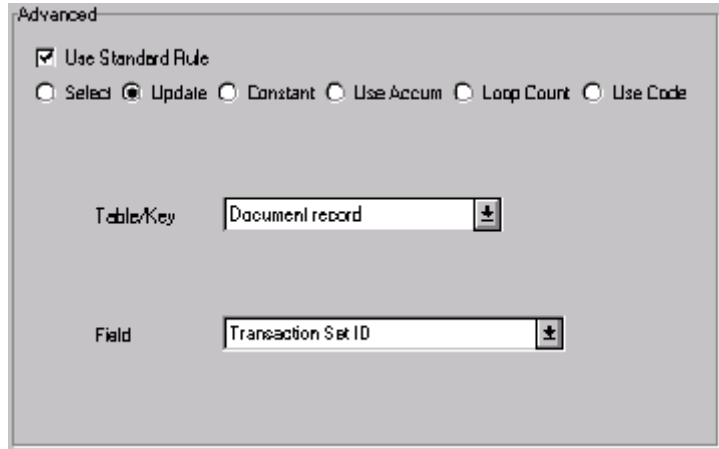 Advanced
Use Standard Rule
Select Update Constant Use Accum Loop Count Use Code
Table/Key Document record
Field Transaction Set ID